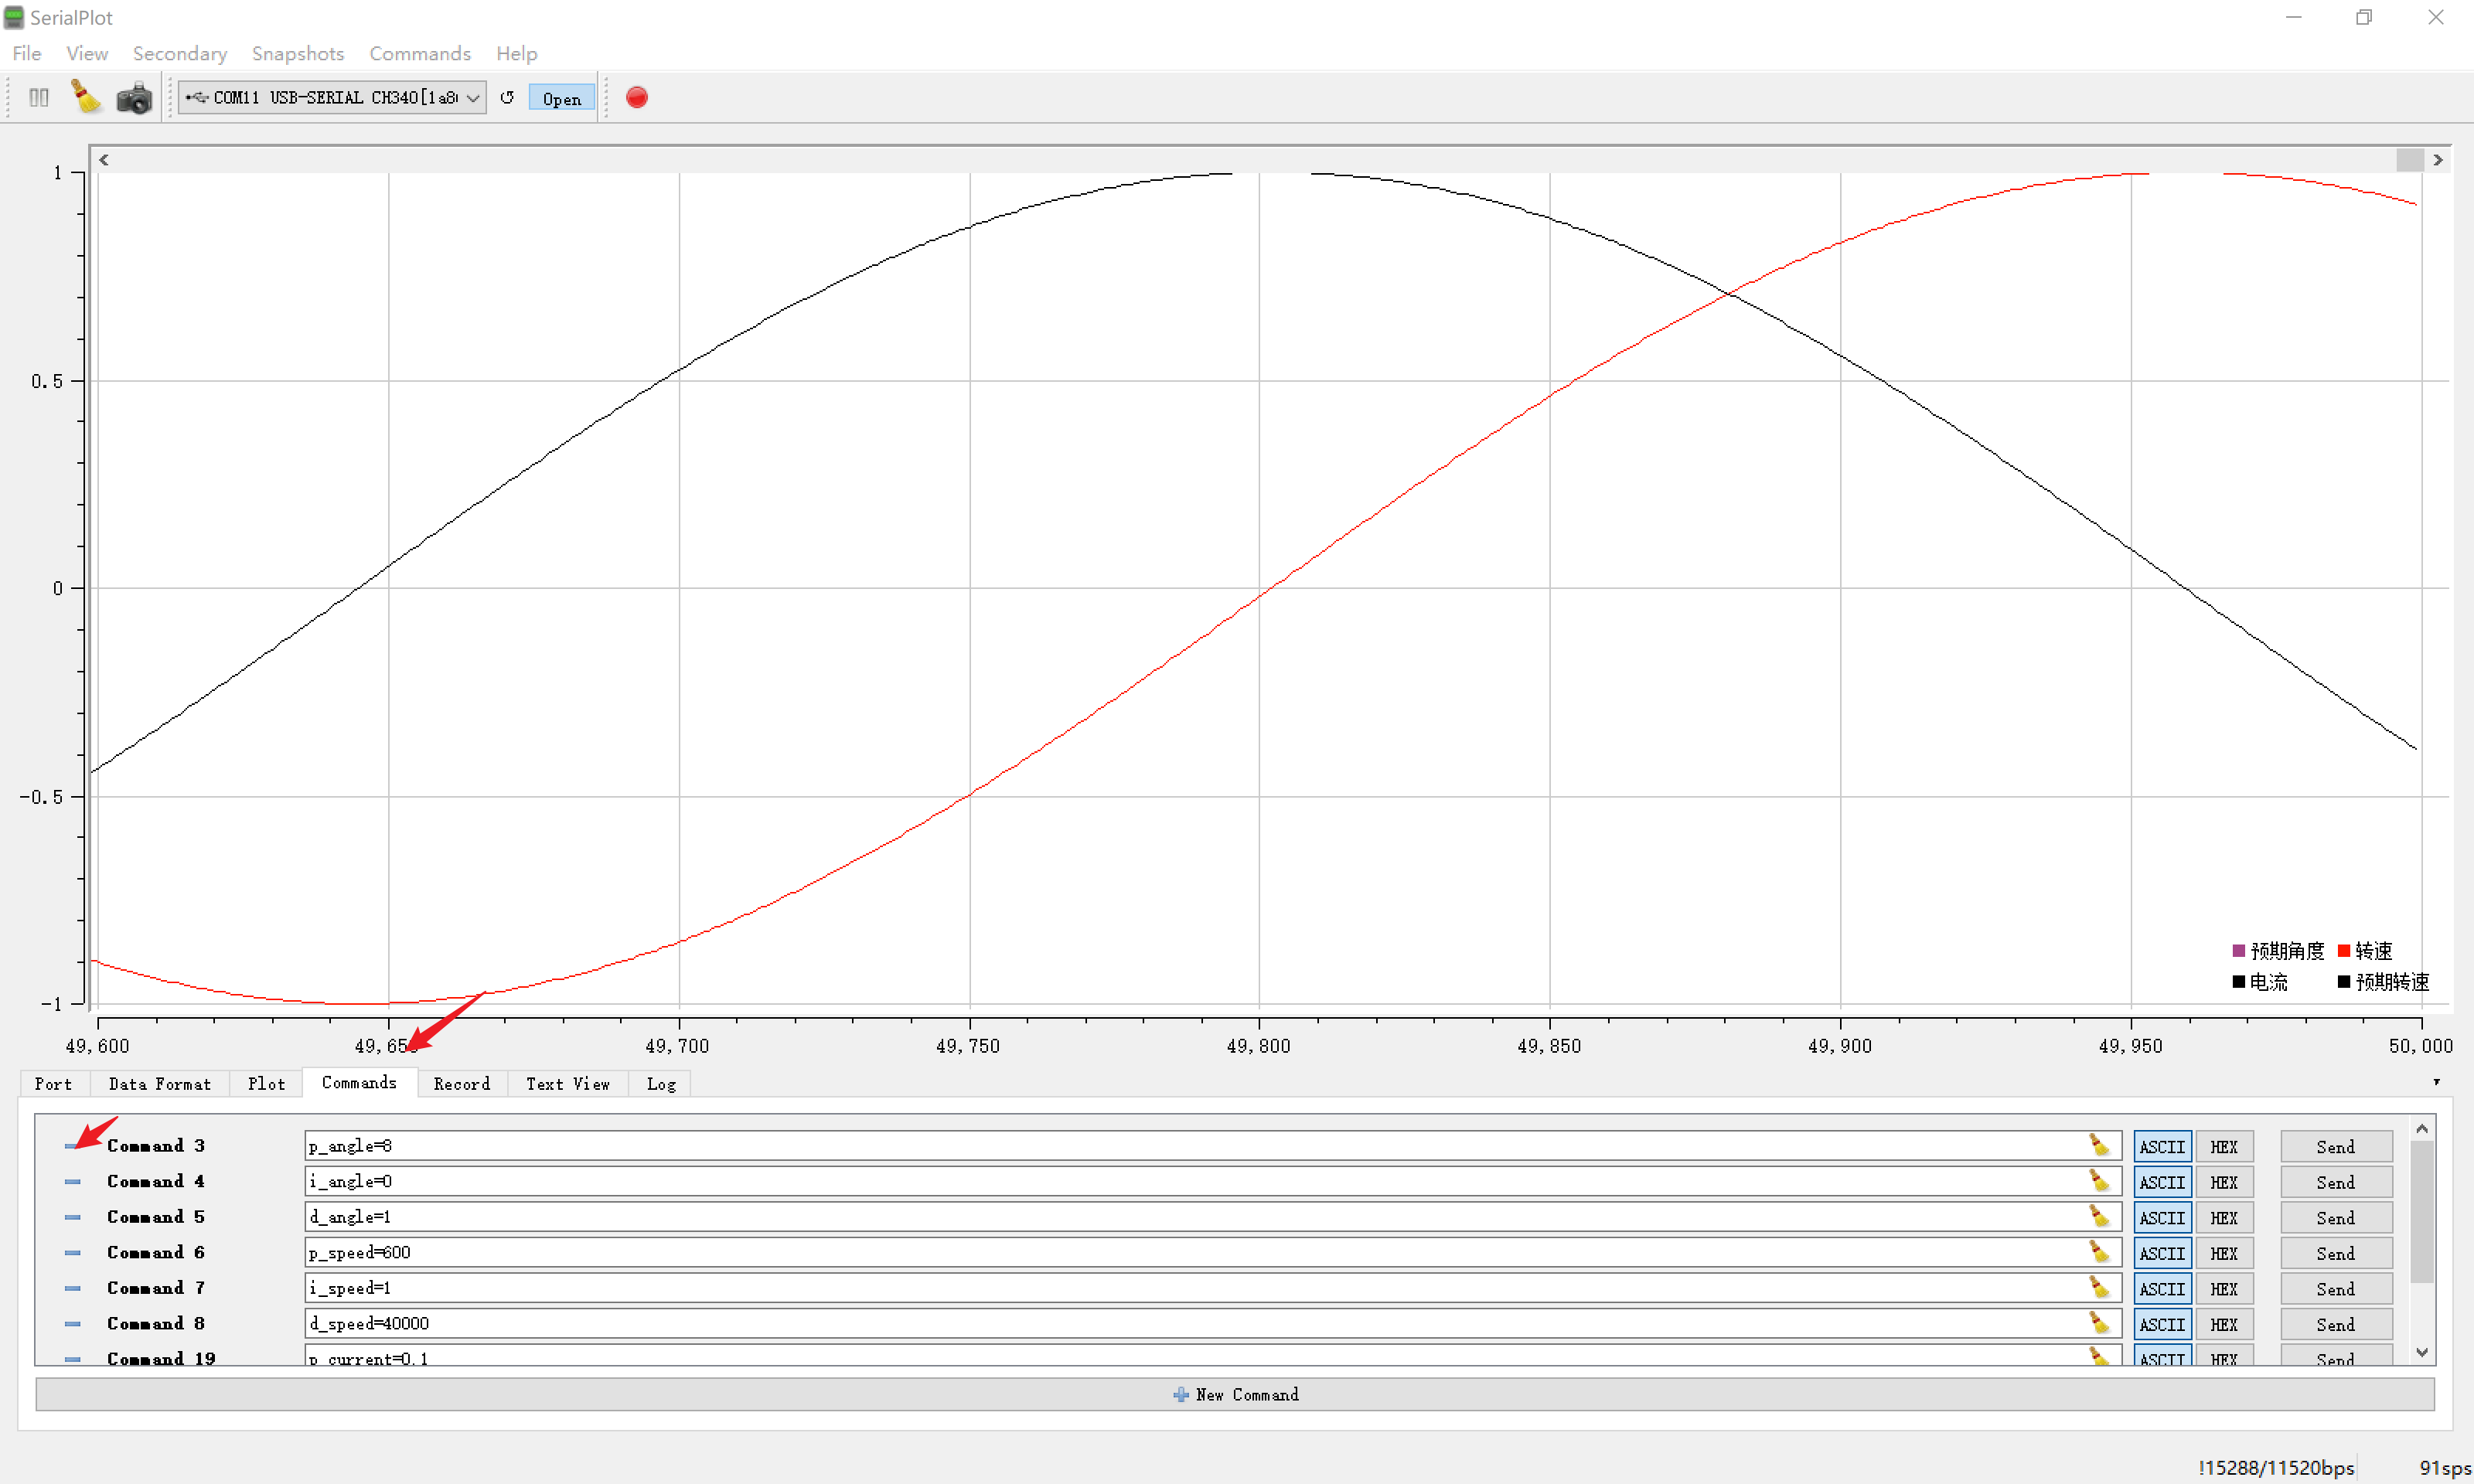 SerialPlot
File View Secondary Snapshots Commands Help
COM11 USB-SERIAL CH340[1a8 Open
1
0.5
0
-0.5
-1
预期角度 转速
电流 预期转速
49,600 49,650 49,700 49,750 49,800 49,850 49,900 49,950 50,000
Port Data Format Plot Commands Record Text View Log
Command 3 p_angle=8 ASCII HEX Send
Command 4 i_angle=0 ASCII HEX Send
Command 5 d_angle=1 ASCII HEX Send
Command 6 p_speed=600 ASCII HEX Send
Command 7 i_speed=1 ASCII HEX Send
Command 8 d_speed=40000 ASCII HEX Send
Command 19 p_current=0.1 ASCII HEX Send
New Command
!15288/11520bps 91sps